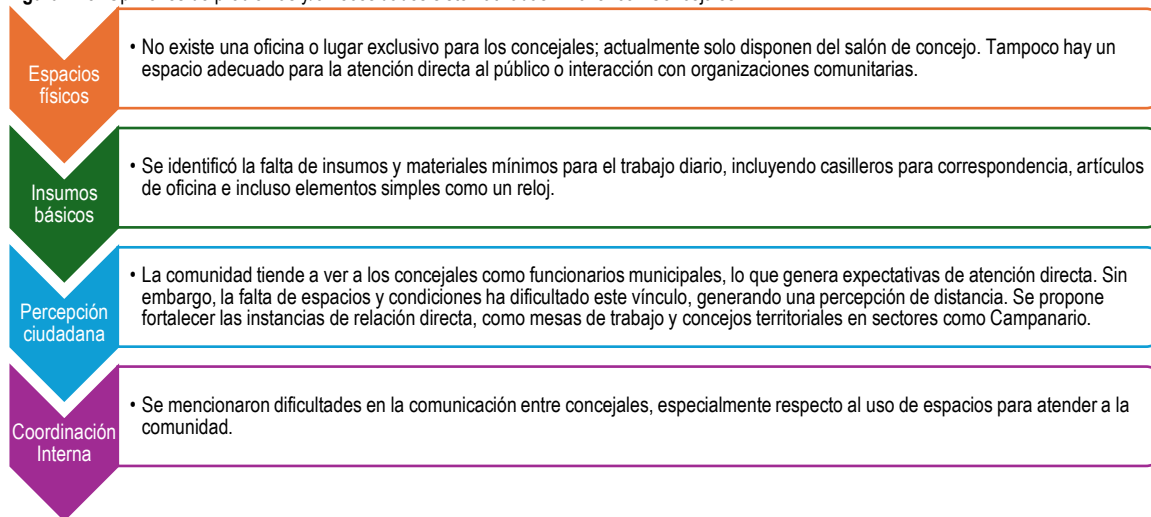 Espacios
físicos
• No existe una oficina o lugar exclusivo para los concejales; actualmente solo disponen del salón de concejo. Tampoco hay un
espacio adecuado para la atención directa al público o interacción con organizaciones comunitarias.
Insumos
básicos
• Se identificó la falta de insumos y materiales mínimos para el trabajo diario, incluyendo casilleros para correspondencia, artículos
de oficina e incluso elementos simples como un reloj.
Percepción
ciudadana
• La comunidad tiende a ver a los concejales como funcionarios municipales, lo que genera expectativas de atención directa. Sin
embargo, la falta de espacios y condiciones ha dificultado este vínculo, generando una percepción de distancia. Se propone
fortalecer las instancias de relación directa, como mesas de trabajo y concejos territoriales en sectores como Campanario.
Coordinación
Interna
• Se mencionaron dificultades en la comunicación entre concejales, especialmente respecto al uso de espacios para atender a la
comunidad.